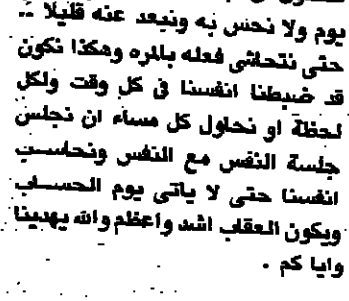 يوم ولا نحس به ونبعد عنه قليلا ..
حتى نتحاشى فعله بالمره وهكذا نكون
قد ضبطنا انفسنا فى كل وقت ولكل
لحظة او نحاول كل مساء ان نجلس
جلسة النفس مع النفس ونحاسب
انفسنا حتى لا ياتى يوم الحساب
ويكون العقاب اشد واعظم والله يهدينا
وايا كم .